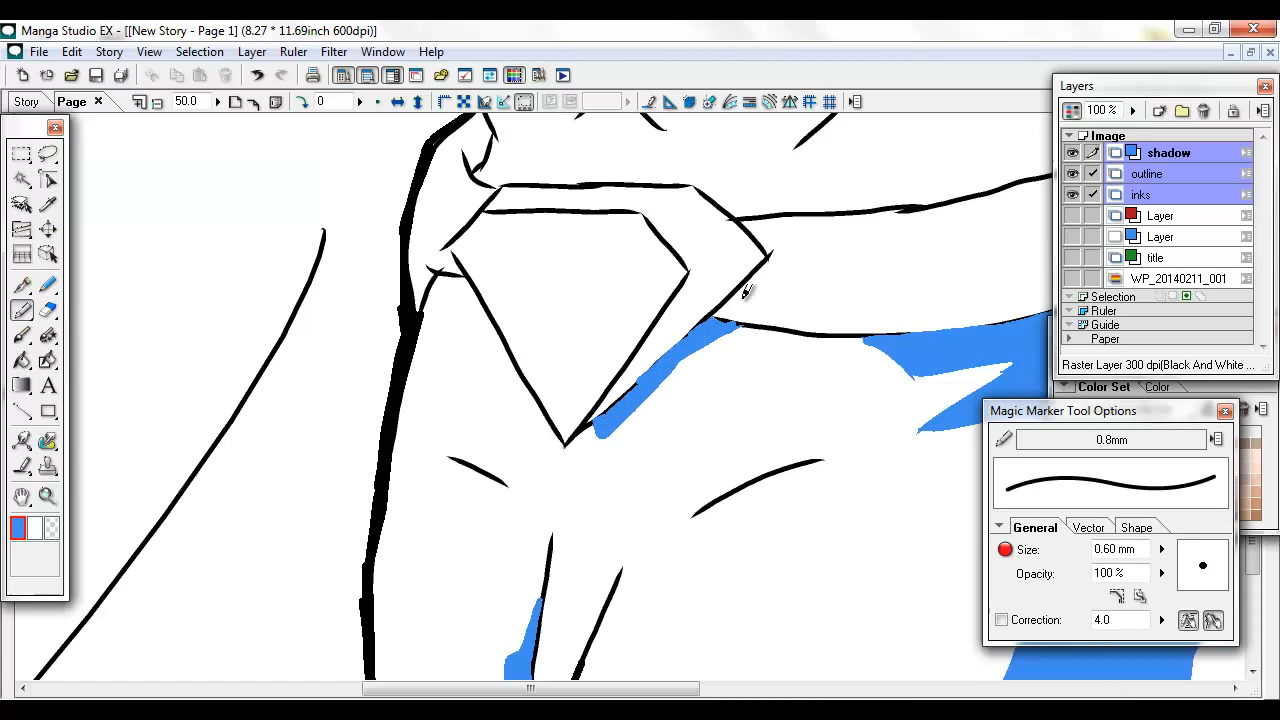 Manga Studio EX - [[New Story - Page 1] (8.27 * 11.69inch 600dpi)]
File Edit Story View Selection Layer Ruler Filter Window Help
Story Page 50.0 0
Layers
100 %
Image
shadow
outline
inks
Layer
Layer
title
WP_20140211_001
Selection
Ruler
Guide
Paper
Raster Layer 300 dpi(Black And White ...
Color Set Color
Magic Marker Tool Options
0.8mm
General Vector Shape
Size: 0.60 mm
Opacity: 100 %
Correction: 4.0
A